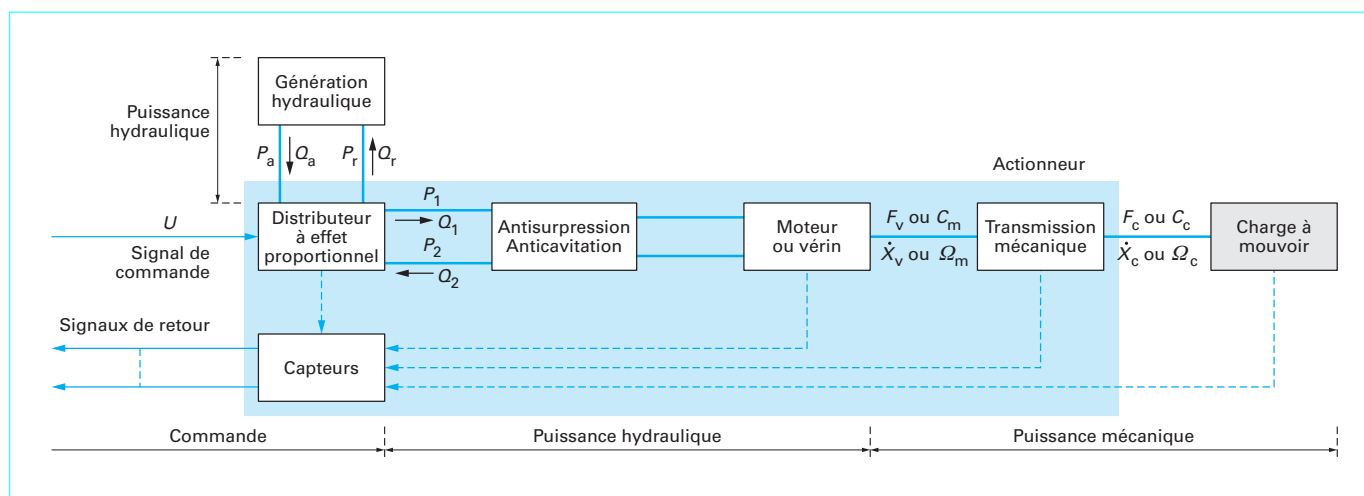 Génération
hydraulique
Puissance
hydraulique
Pa Qa Pr Qr
Actionneur
U
Signal de
commande
Distributeur
à effet
proportionnel
P1
Q1
P2
Q2
Antisurpression
Anticavitation
Moteur
ou vérin
Fv ou Cm
Ẋv ou Ωm
Transmission
mécanique
Fc ou Cc
Ẋc ou Ωc
Charge à
mouvoir
Signaux de retour
Capteurs
Commande Puissance hydraulique Puissance mécanique